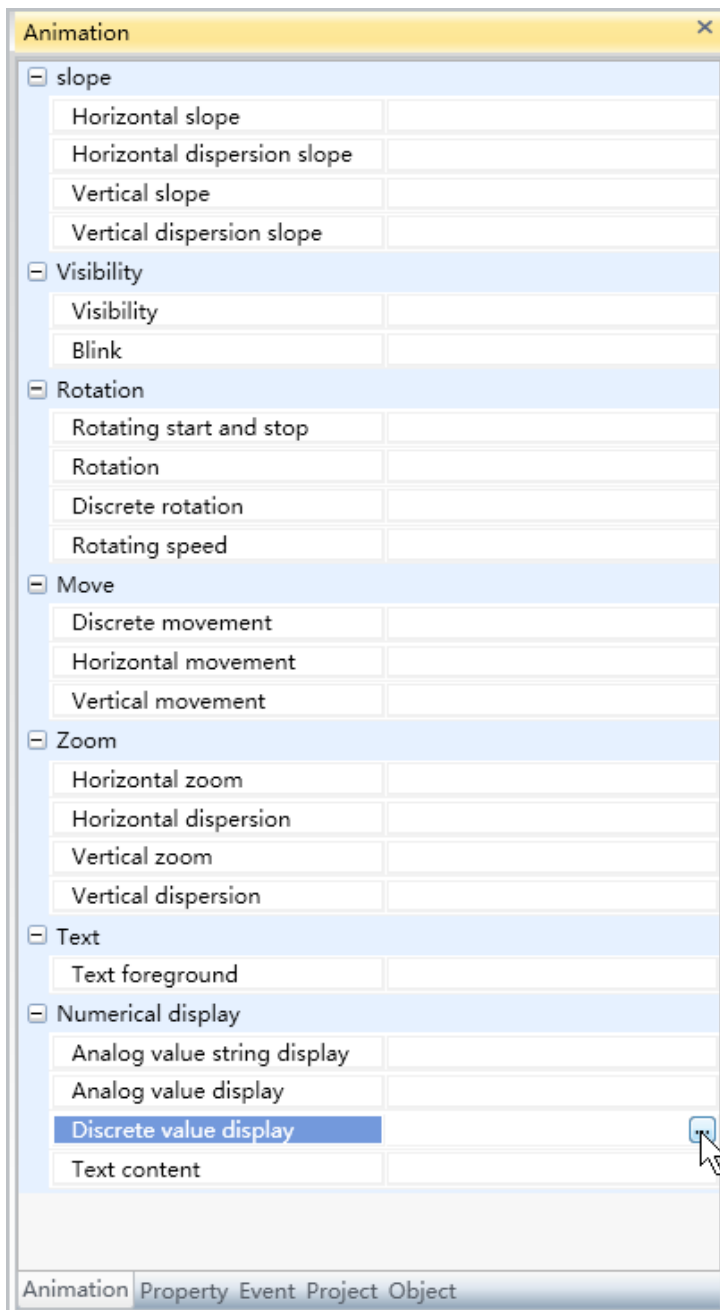 Animation
slope
Horizontal slope
Horizontal dispersion slope
Vertical slope
Vertical dispersion slope
Visibility
Visibility
Blink
Rotation
Rotating start and stop
Rotation
Discrete rotation
Rotating speed
Move
Discrete movement
Horizontal movement
Vertical movement
Zoom
Horizontal zoom
Horizontal dispersion
Vertical zoom
Vertical dispersion
Text
Text foreground
Numerical display
Analog value string display
Analog value display
Discrete value display ...
Text content
Animation Property Event Project Object